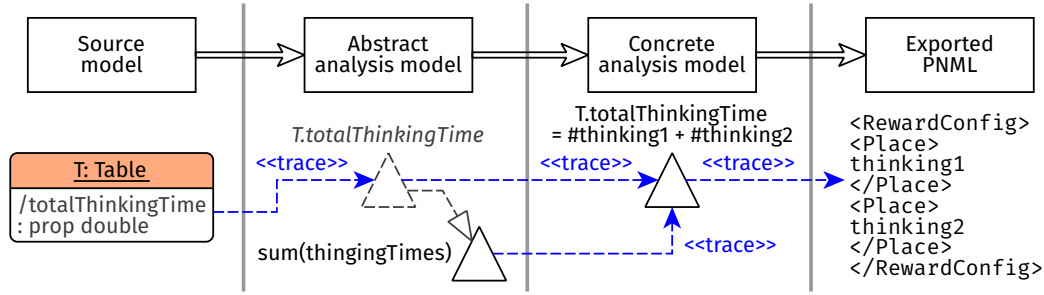 Source
model
Abstract
analysis model
Concrete
analysis model
Exported
PNML
T: Table
/totalThinkingTime
: prop double
<<trace>>
T.totalThinkingTime
sum(thingingTimes)
T.totalThinkingTime
= #thinking1 + #thinking2
<<trace>>
<<trace>>
<<trace>>
<RewardConfig>
<Place>
thinking1
</Place>
<Place>
thinking2
</Place>
</RewardConfig>